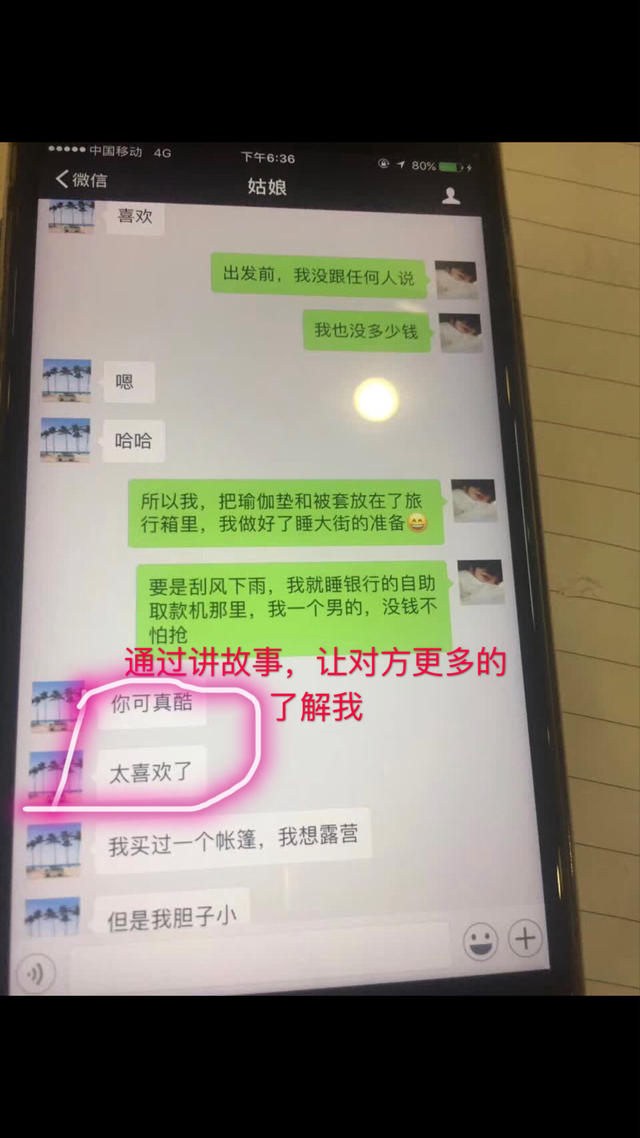 中国移动 4G
下午6:36
80%
微信
姑娘
喜欢
出发前，我没跟任何人说
我也没多少钱
嗯
哈哈
所以我，把瑜伽垫和被套放在了旅
行箱里，我做好了睡大街的准备😄
要是刮风下雨，我就睡银行的自助
取款机那里，我一个男的，没钱不
怕抢
通过讲故事，让对方更多的
了解我
你可真酷
太喜欢了
我买过一个帐篷，我想露营
但是我胆子小